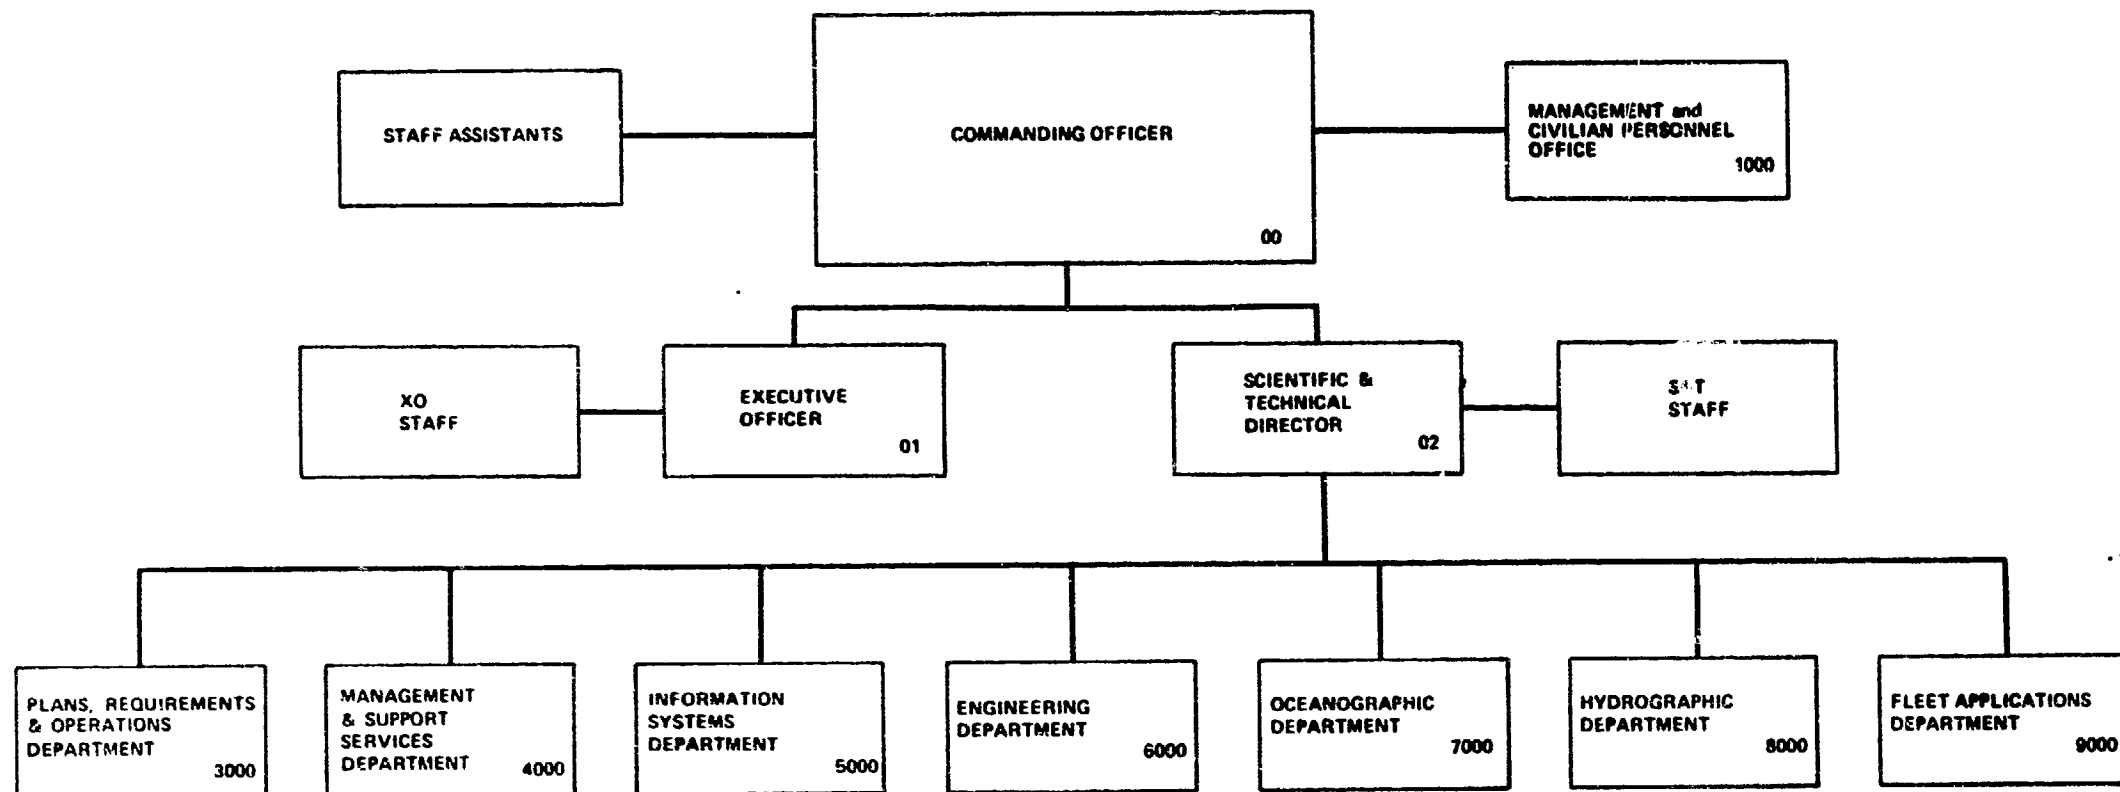 STAFF ASSISTANTS
COMMANDING OFFICER
00
MANAGEMENT and
CIVILIAN PERSONNEL
OFFICE
1000
XO
STAFF
EXECUTIVE
OFFICER
01
SCIENTIFIC &
TECHNICAL
DIRECTOR
02
S&T
STAFF
PLANS, REQUIREMENTS
& OPERATIONS
DEPARTMENT
3000
MANAGEMENT
& SUPPORT
SERVICES
DEPARTMENT
4000
INFORMATION
SYSTEMS
DEPARTMENT
5000
ENGINEERING
DEPARTMENT
6000
OCEANOGRAPHIC
DEPARTMENT
7000
HYDROGRAPHIC
DEPARTMENT
8000
FLEET APPLICATIONS
DEPARTMENT
9000